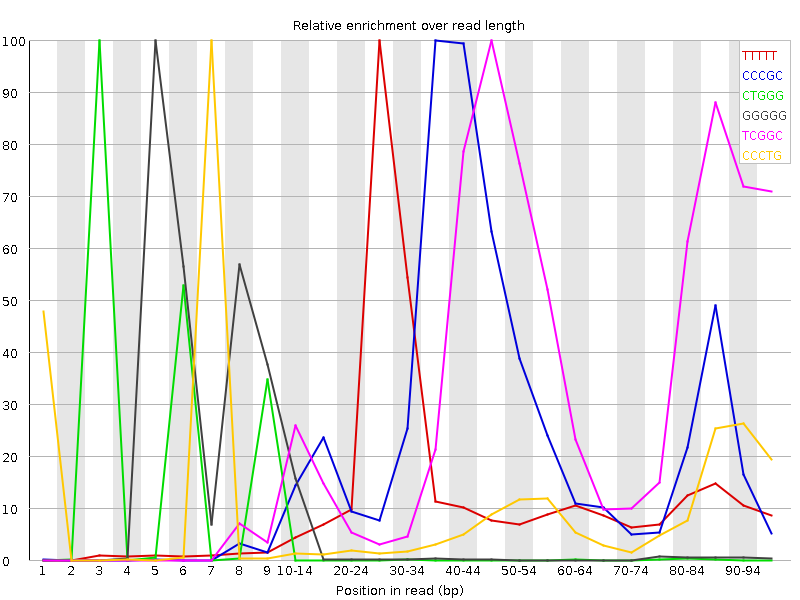 Relative enrichment over read length
100
90
80
70
60
50
40
30
20
10
0
TTTTT
CCCGC
CTGGG
GGGGG
TCGGC
CCCTG
1 2 3 4 5 6 7 8 9 10-14 20-24 30-34 40-44 50-54 60-64 70-74 80-84 90-94
Position in read (bp)